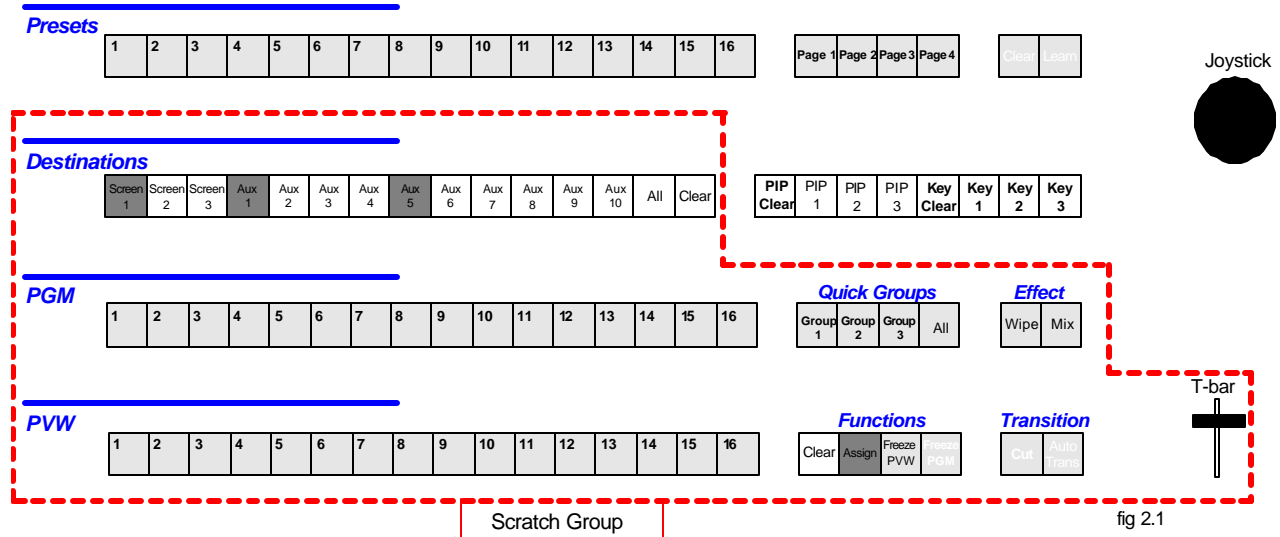 Presets
1 2 3 4 5 6 7 8 9 10 11 12 13 14 15 16
Page 1 Page 2 Page 3 Page 4
Clear Learn
Joystick
Destinations
Screen 1 Screen 2 Screen 3 Aux 1 Aux 2 Aux 3 Aux 4 Aux 5 Aux 6 Aux 7 Aux 8 Aux 9 Aux 10 All Clear
PIP Clear PIP 1 PIP 2 PIP 3 Key Clear Key 1 Key 2 Key 3
PGM
1 2 3 4 5 6 7 8 9 10 11 12 13 14 15 16
Quick Groups
Group 1 Group 2 Group 3 All
Effect
Wipe Mix
T-bar
PVW
1 2 3 4 5 6 7 8 9 10 11 12 13 14 15 16
Functions
Clear Assign Freeze PVW Freeze PGM
Transition
Cut Auto Trans
Scratch Group
fig 2.1